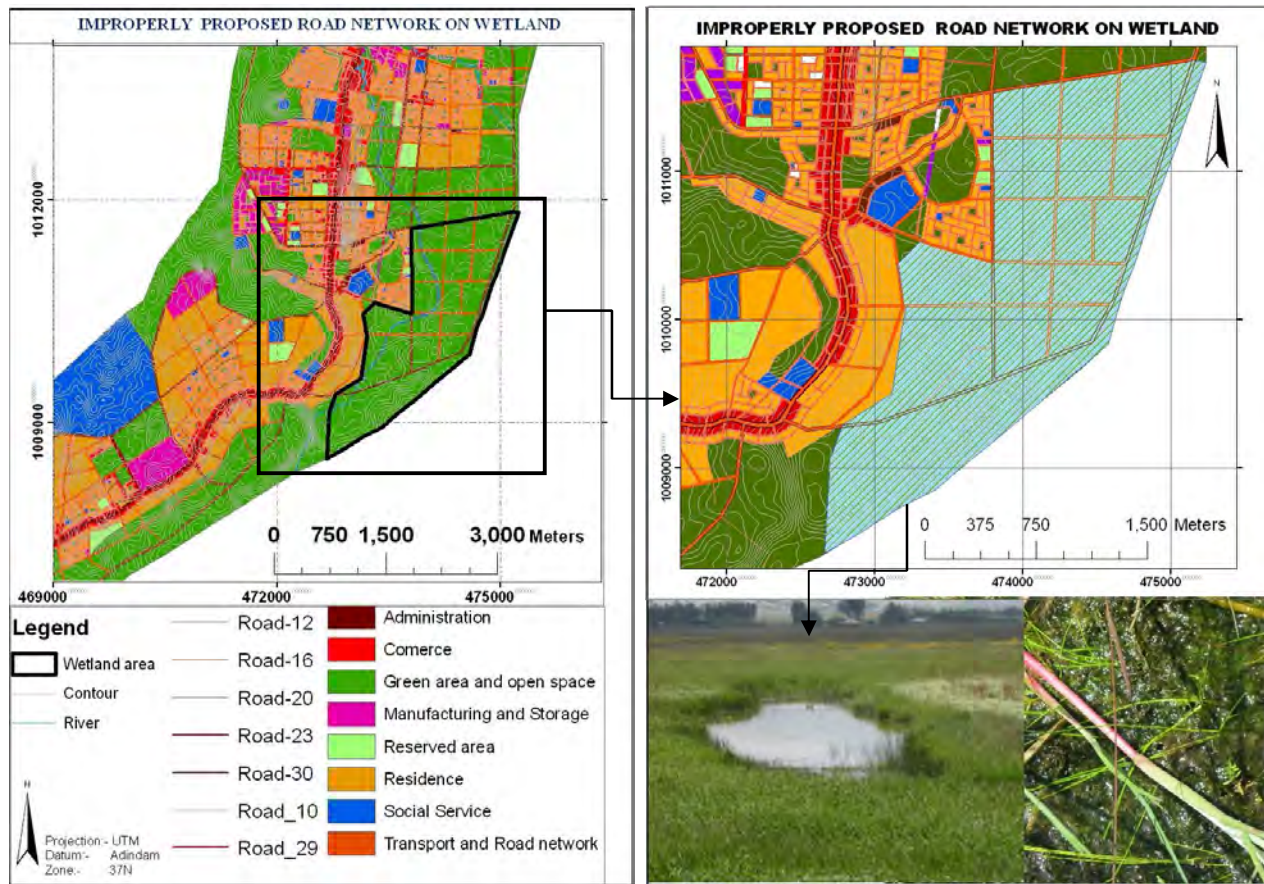 IMPROPERLY PROPOSED ROAD NETWORK ON WETLAND
1012000
1009000
0 750 1,500 3,000 Meters
469000 472000 475000
Legend
Wetland area
Contour
River
N
Projection:- UTM
Datum:- Adindam
Zone:- 37N
Road-12
Road-16
Road-20
Road-23
Road-30
Road_10
Road_29
Administration
Comerce
Green area and open space
Manufacturing and Storage
Reserved area
Residence
Social Service
Transport and Road network
IMPROPERLY PROPOSED ROAD NETWORK ON WETLAND
N
1011000
1010000
1009000
0 375 750 1,500 Meters
472000 473000 474000 475000